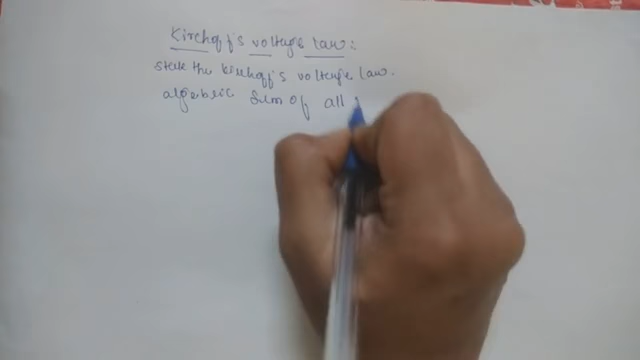 Kirchoff's voltage law:
state the kirchoff's voltage law.
algebric sum of all